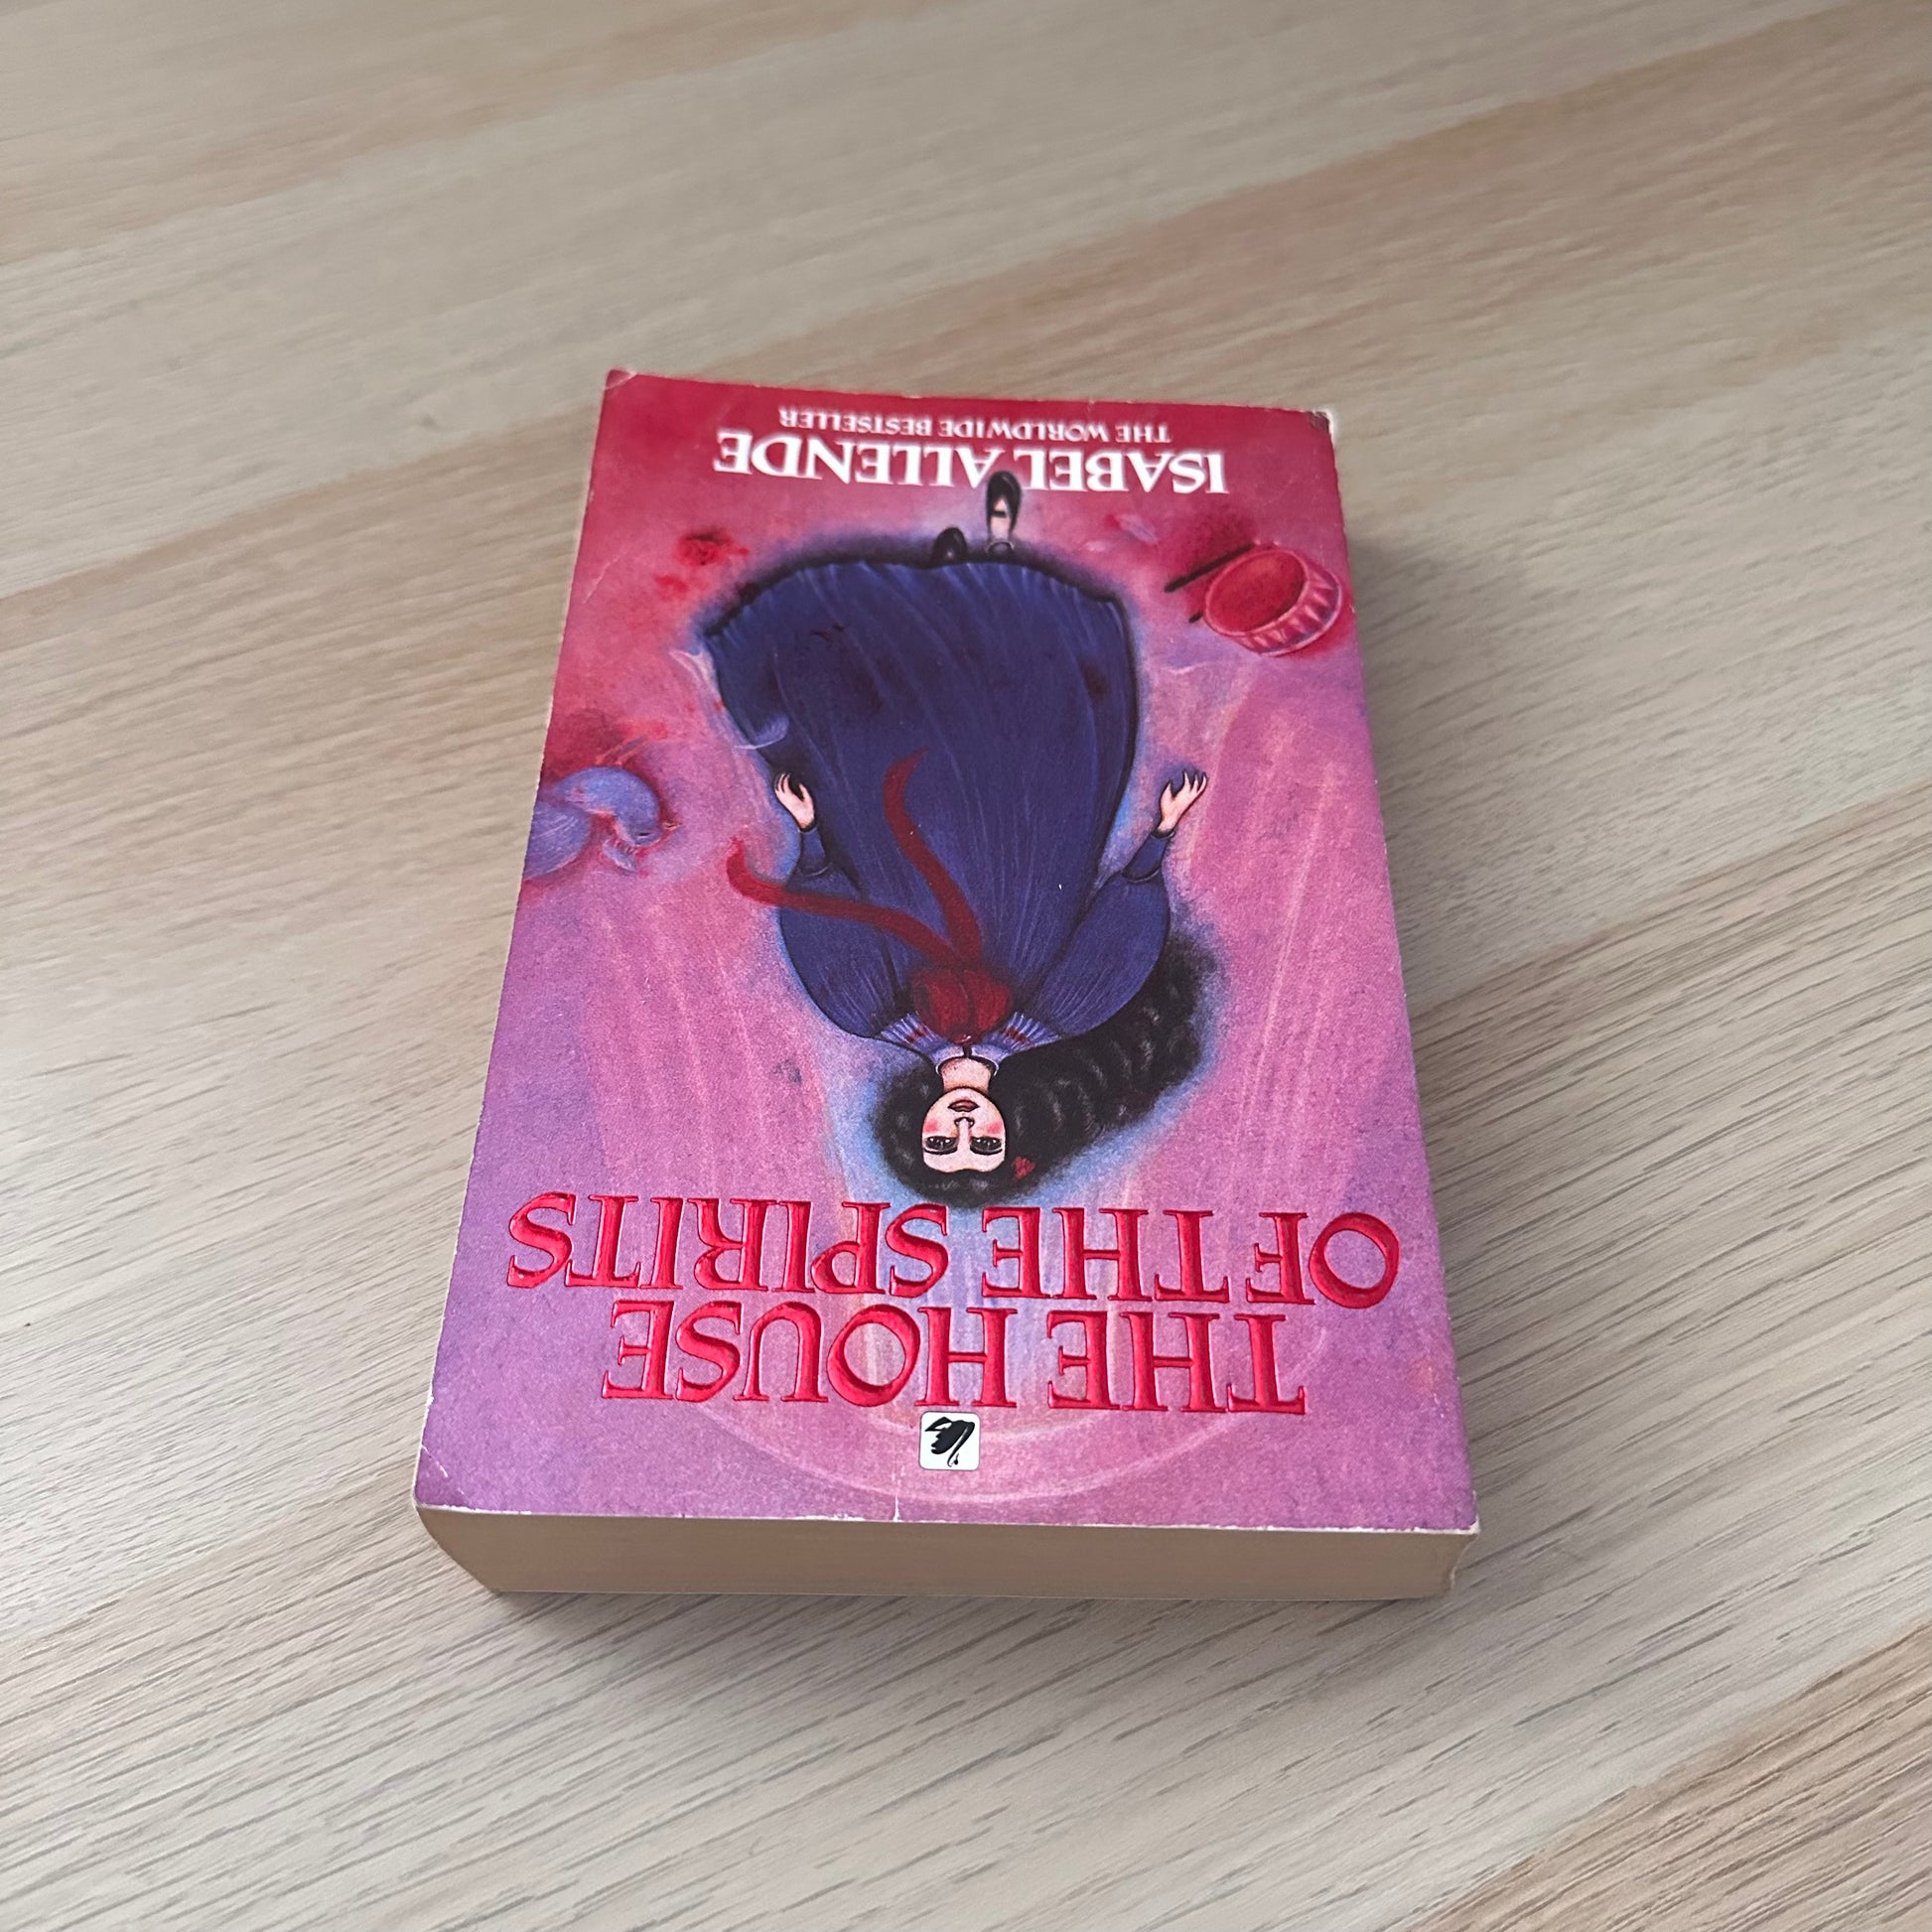 THE HOUSE
OF THE SPIRITS
ISABEL ALLENDE
THE WORLDWIDE BESTSELLER